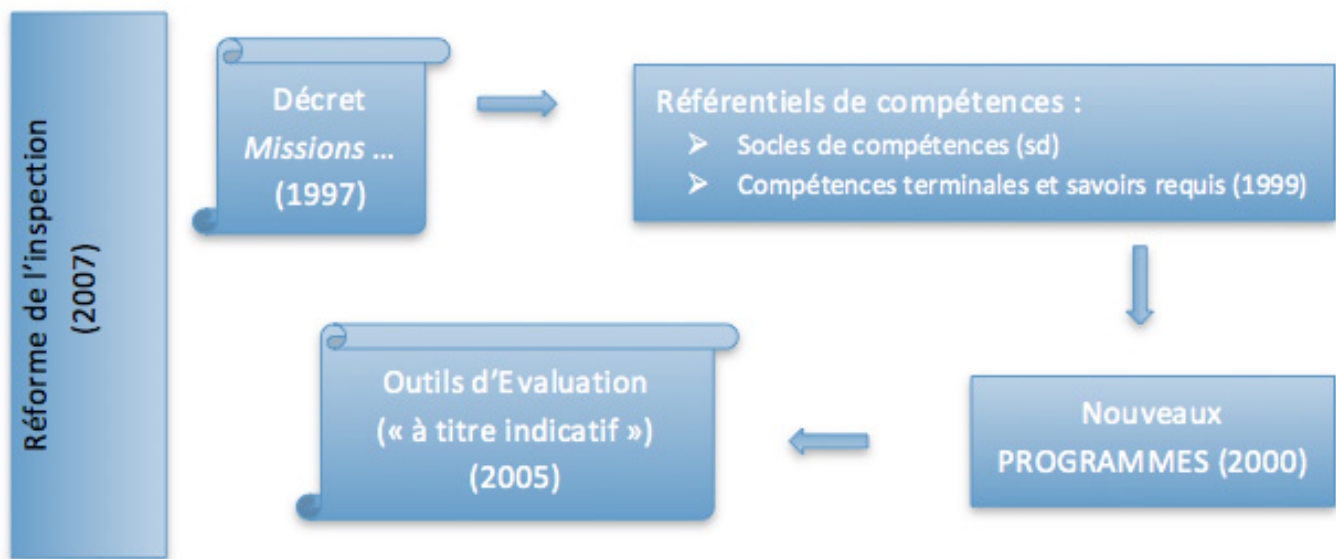 Réforme de l'inspection
(2007)
Décret
Missions ...
(1997)
Référentiels de compétences :
➢ Socles de compétences (sd)
➢ Compétences terminales et savoirs requis (1999)
Outils d'Evaluation
(« à titre indicatif »)
(2005)
Nouveaux
PROGRAMMES (2000)